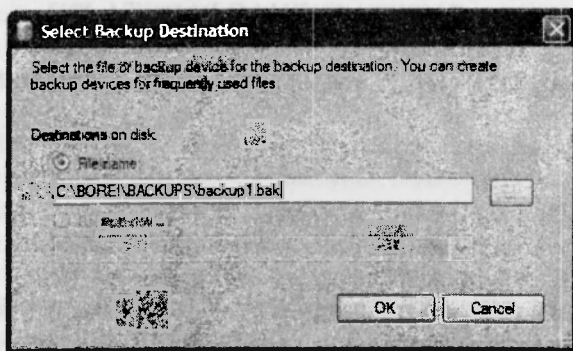 Select Backup Destination
Select the file or backup device for the backup destination. You can create
backup devices for frequently used files
Destinations on disk
File name
C:\BOREI\BACKUPS\backup1.bak
OK
Cancel